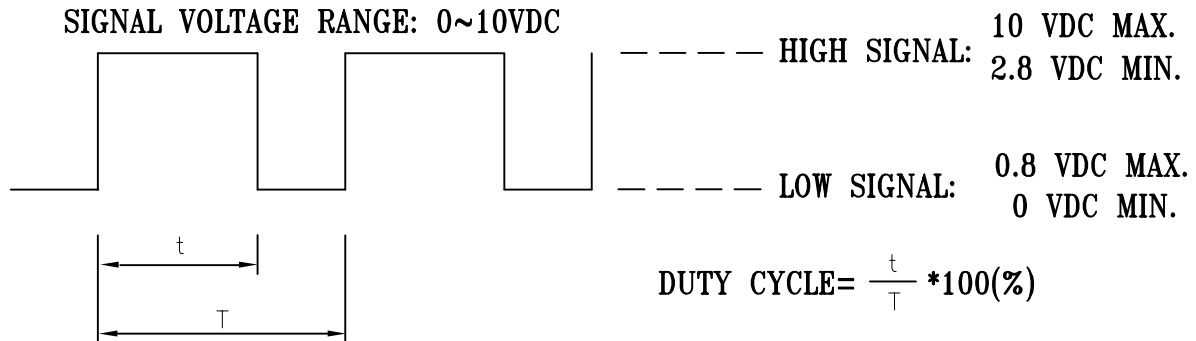 SIGNAL VOLTAGE RANGE: 0~10VDC
HIGH SIGNAL:
10 VDC MAX.
2.8 VDC MIN.
LOW SIGNAL:
0.8 VDC MAX.
0 VDC MIN.
t
T
DUTY CYCLE= t/T *100(%)